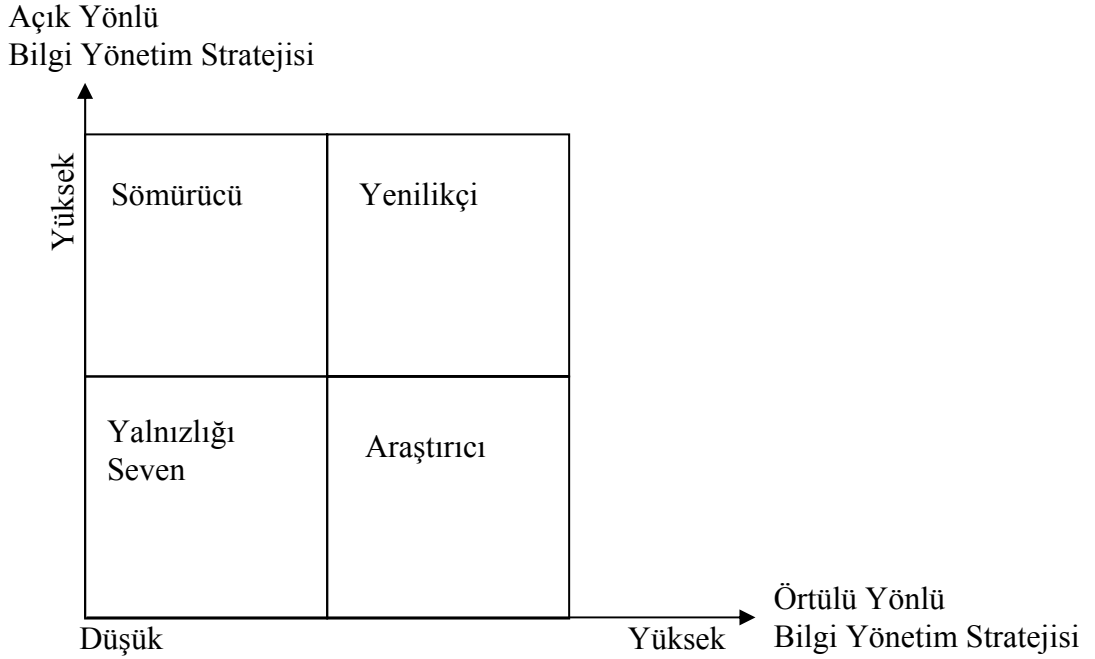 Açık Yönlü
Bilgi Yönetim Stratejisi
Yüksek
Sömürücü
Yenilikçi
Yalnızlığı
Seven
Araştırıcı
Düşük
Yüksek
Örtülü Yönlü
Bilgi Yönetim Stratejisi